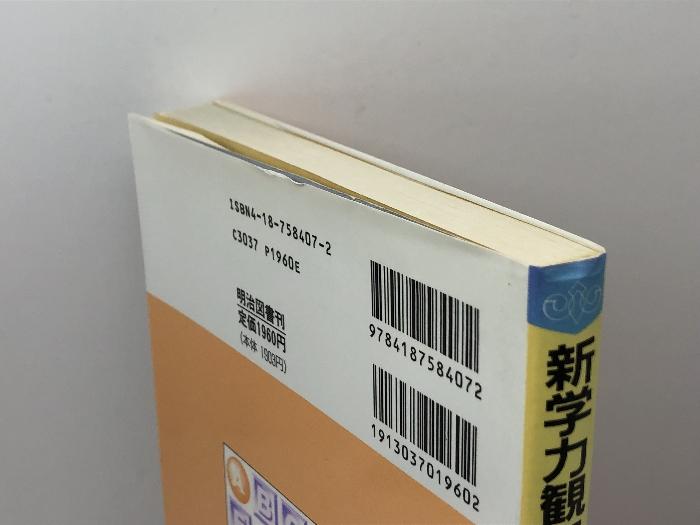 ISBN4-18-758407-2
C3037 P1960E
明治図書刊
定価1960円
(本体 1903円)
9784187584072
1913037019602
新学力観
A
B